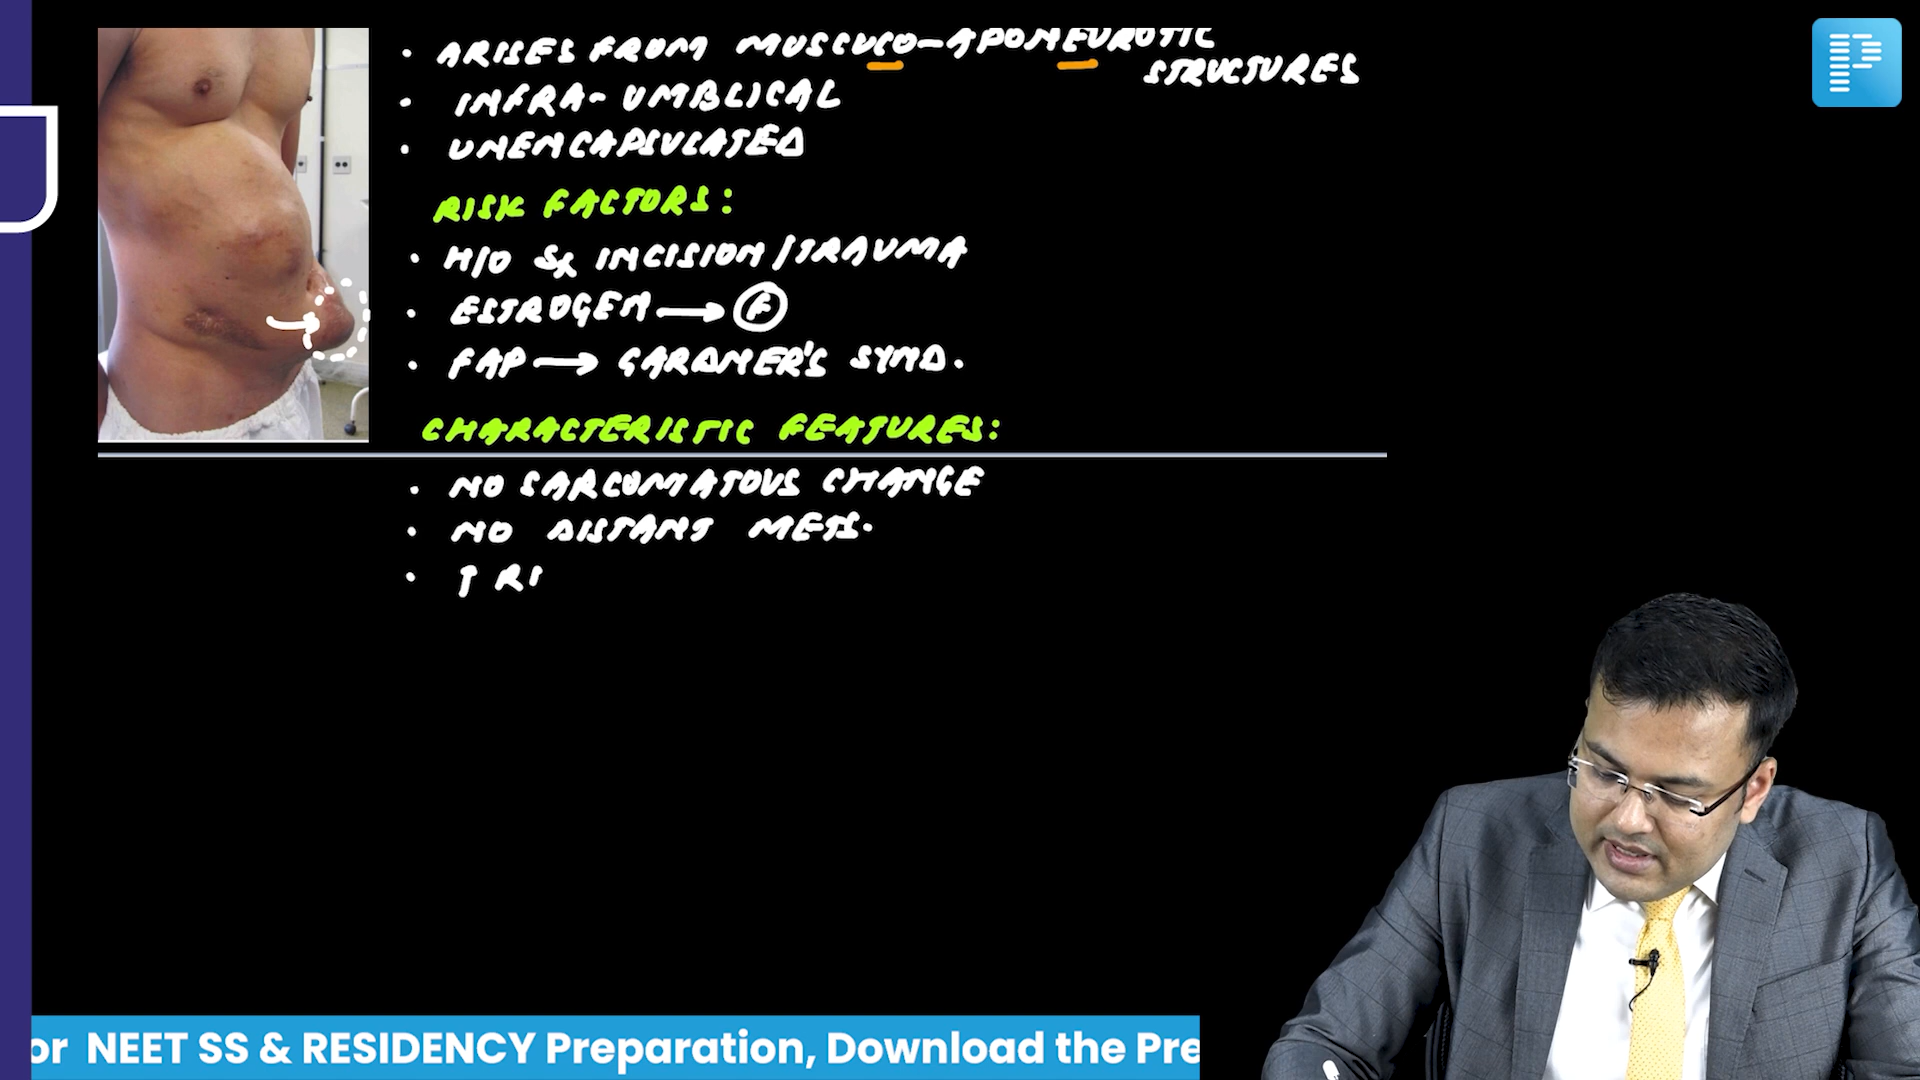 • ARISES FROM MUSCULO-APONEUROTIC
STRUCTURES
• INFRA-UMBLICAL
• UNENCAPSULATED
RISK FACTORS:
• H/O Sx INCISION/TRAUMA
• ESTROGEN → F
• FAP → GARDNER'S SYND.
CHARACTERISTIC FEATURES:
• NO SARCOMATOUS CHANGE
• NO DISTANT METS.
• ↑ RI
or NEET SS & RESIDENCY Preparation, Download the Pre